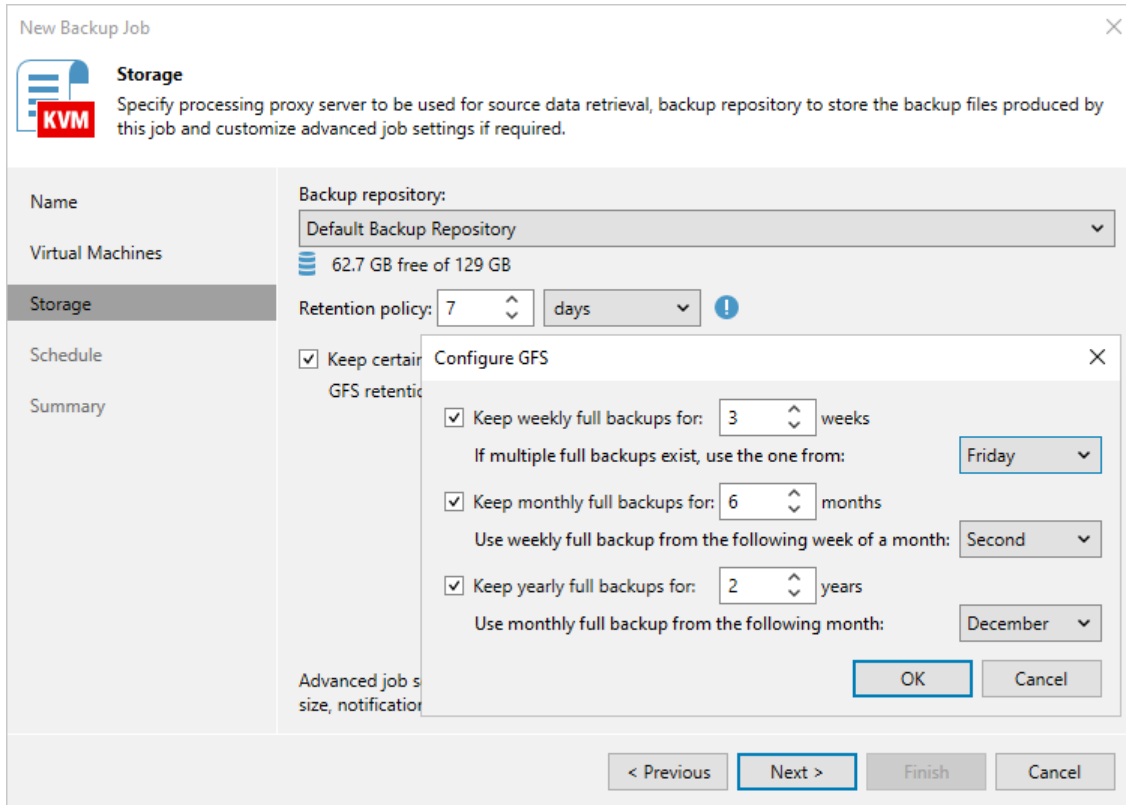 New Backup Job
Storage
Specify processing proxy server to be used for source data retrieval, backup repository to store the backup files produced by
this job and customize advanced job settings if required.
KVM
Name
Virtual Machines
Storage
Schedule
Summary
Backup repository:
Default Backup Repository
62.7 GB free of 129 GB
Retention policy: 7 days
Keep certain
GFS retentio
Configure GFS
Keep weekly full backups for: 3 weeks
If multiple full backups exist, use the one from: Friday
Keep monthly full backups for: 6 months
Use weekly full backup from the following week of a month: Second
Keep yearly full backups for: 2 years
Use monthly full backup from the following month: December
OK Cancel
Advanced job s
size, notification
< Previous Next > Finish Cancel